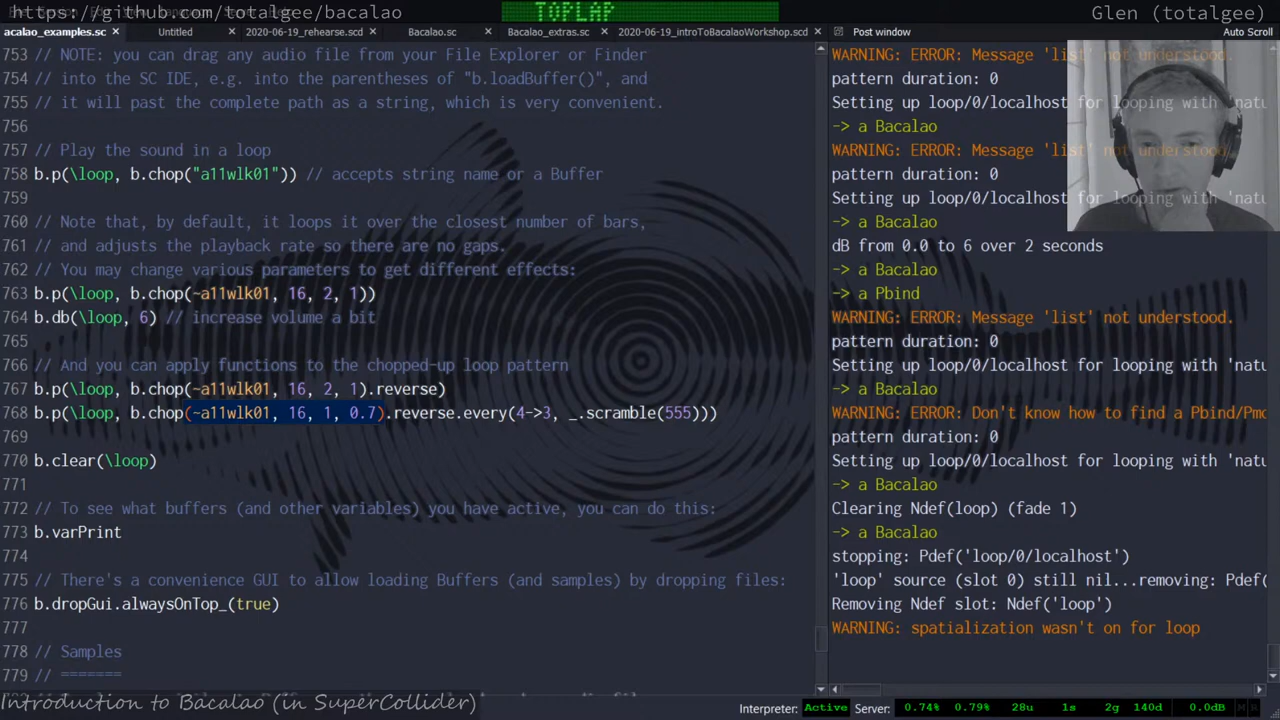 https://github.com/totalgee/bacalao
TOPLAP
Glen (totalgee)
acalao_examples.sc
Untitled
2020-06-19_rehearse.scd
Bacalao.sc
Bacalao_extras.sc
2020-06-19_introToBacalaoWorkshop.scd
Post window
Auto Scroll
753 // NOTE: you can drag any audio file from your File Explorer or Finder
754 // into the SC IDE, e.g. into the parentheses of "b.loadBuffer()", and
755 // it will past the complete path as a string, which is very convenient.
756
757 // Play the sound in a loop
758 b.p(\loop, b.chop("a11wlk01")) // accepts string name or a Buffer
759
760 // Note that, by default, it loops it over the closest number of bars,
761 // and adjusts the playback rate so there are no gaps.
762 // You may change various parameters to get different effects:
763 b.p(\loop, b.chop(~a11wlk01, 16, 2, 1))
764 b.db(\loop, 6) // increase volume a bit
765
766 // And you can apply functions to the chopped-up loop pattern
767 b.p(\loop, b.chop(~a11wlk01, 16, 2, 1).reverse)
768 b.p(\loop, b.chop(~a11wlk01, 16, 1, 0.7).reverse.every(4->3, _.scramble(555)))
769
770 b.clear(\loop)
771
772 // To see what buffers (and other variables) you have active, you can do this:
773 b.varPrint
774
775 // There's a convenience GUI to allow loading Buffers (and samples) by dropping files:
776 b.dropGui.alwaysOnTop_(true)
777
778 // Samples
779 // =======
WARNING: ERROR: Message 'list' not understood.
pattern duration: 0
Setting up loop/0/localhost for looping with 'natu
-> a Bacalao
WARNING: ERROR: Message 'list' not understood.
pattern duration: 0
Setting up loop/0/localhost for looping with 'natu
-> a Bacalao
dB from 0.0 to 6 over 2 seconds
-> a Bacalao
-> a Pbind
WARNING: ERROR: Message 'list' not understood.
pattern duration: 0
Setting up loop/0/localhost for looping with 'natu
-> a Bacalao
WARNING: ERROR: Don't know how to find a Pbind/Pmo
pattern duration: 0
Setting up loop/0/localhost for looping with 'natu
-> a Bacalao
Clearing Ndef(loop) (fade 1)
-> a Bacalao
stopping: Pdef('loop/0/localhost')
'loop' source (slot 0) still nil...removing: Pdef(
Removing Ndef slot: Ndef('loop')
WARNING: spatialization wasn't on for loop
Introduction to Bacalao (in SuperCollider)
Interpreter: Active Server: 0.74% 0.79% 28u 1s 2g 140d 0.0dB M R